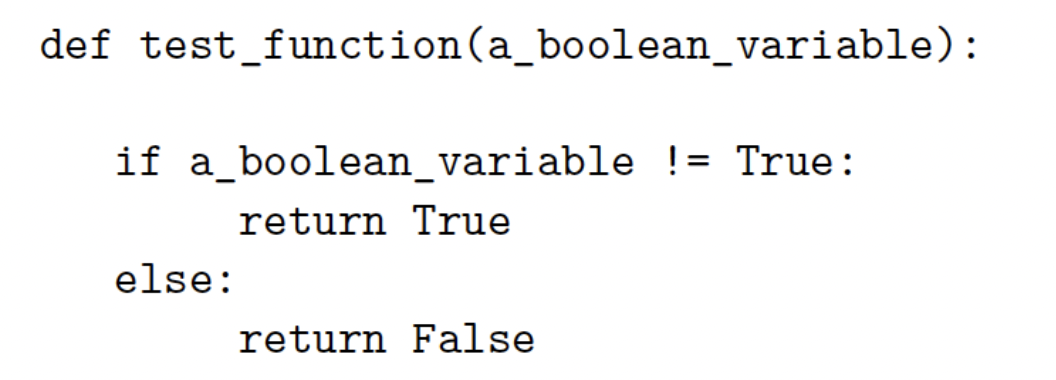 def test_function(a_boolean_variable):
if a_boolean_variable != True:
return True
else:
return False